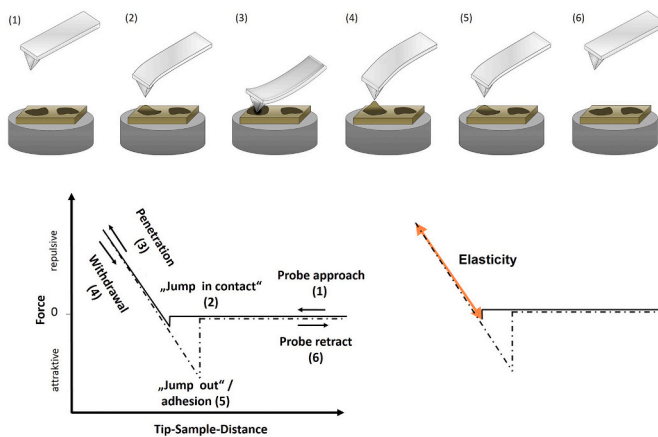 (1)
(2)
(3)
(4)
(5)
(6)
Force
attraktive
0
repulsive
Penetration
(3)
Withdrawal
(4)
„Jump in contact“
(2)
Probe approach
(1)
Probe retract
(6)
„Jump out“ /
adhesion (5)
Tip-Sample-Distance
Elasticity